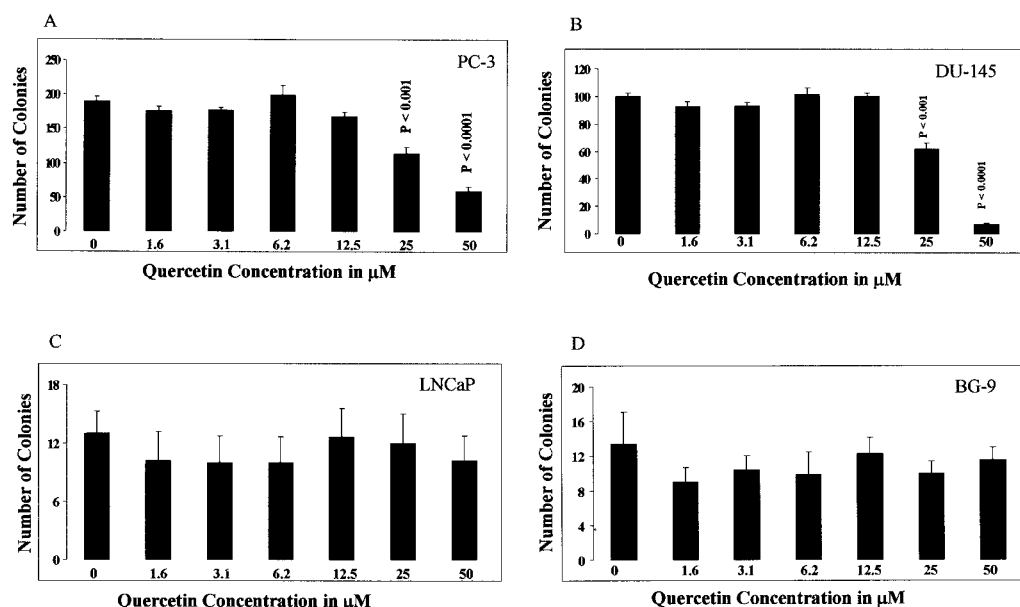 A
PC-3
Number of Colonies
250
200
150
100
50
0
P < 0.001
P < 0.0001
0 1.6 3.1 6.2 12.5 25 50
Quercetin Concentration in μM
B
DU-145
Number of Colonies
120
100
80
60
40
20
0
P < 0.001
P < 0.0001
0 1.6 3.1 6.2 12.5 25 50
Quercetin Concentration in μM
C
LNCaP
Number of Colonies
18
12
6
0
0 1.6 3.1 6.2 12.5 25 50
Quercetin Concentration in μM
D
BG-9
Number of Colonies
20
16
12
8
4
0
0 1.6 3.1 6.2 12.5 25 50
Quercetin Concentration in μM